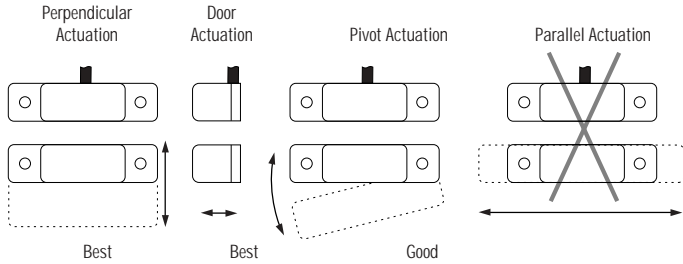 Perpendicular
Actuation
Door
Actuation
Pivot Actuation
Parallel Actuation
Best
Best
Good